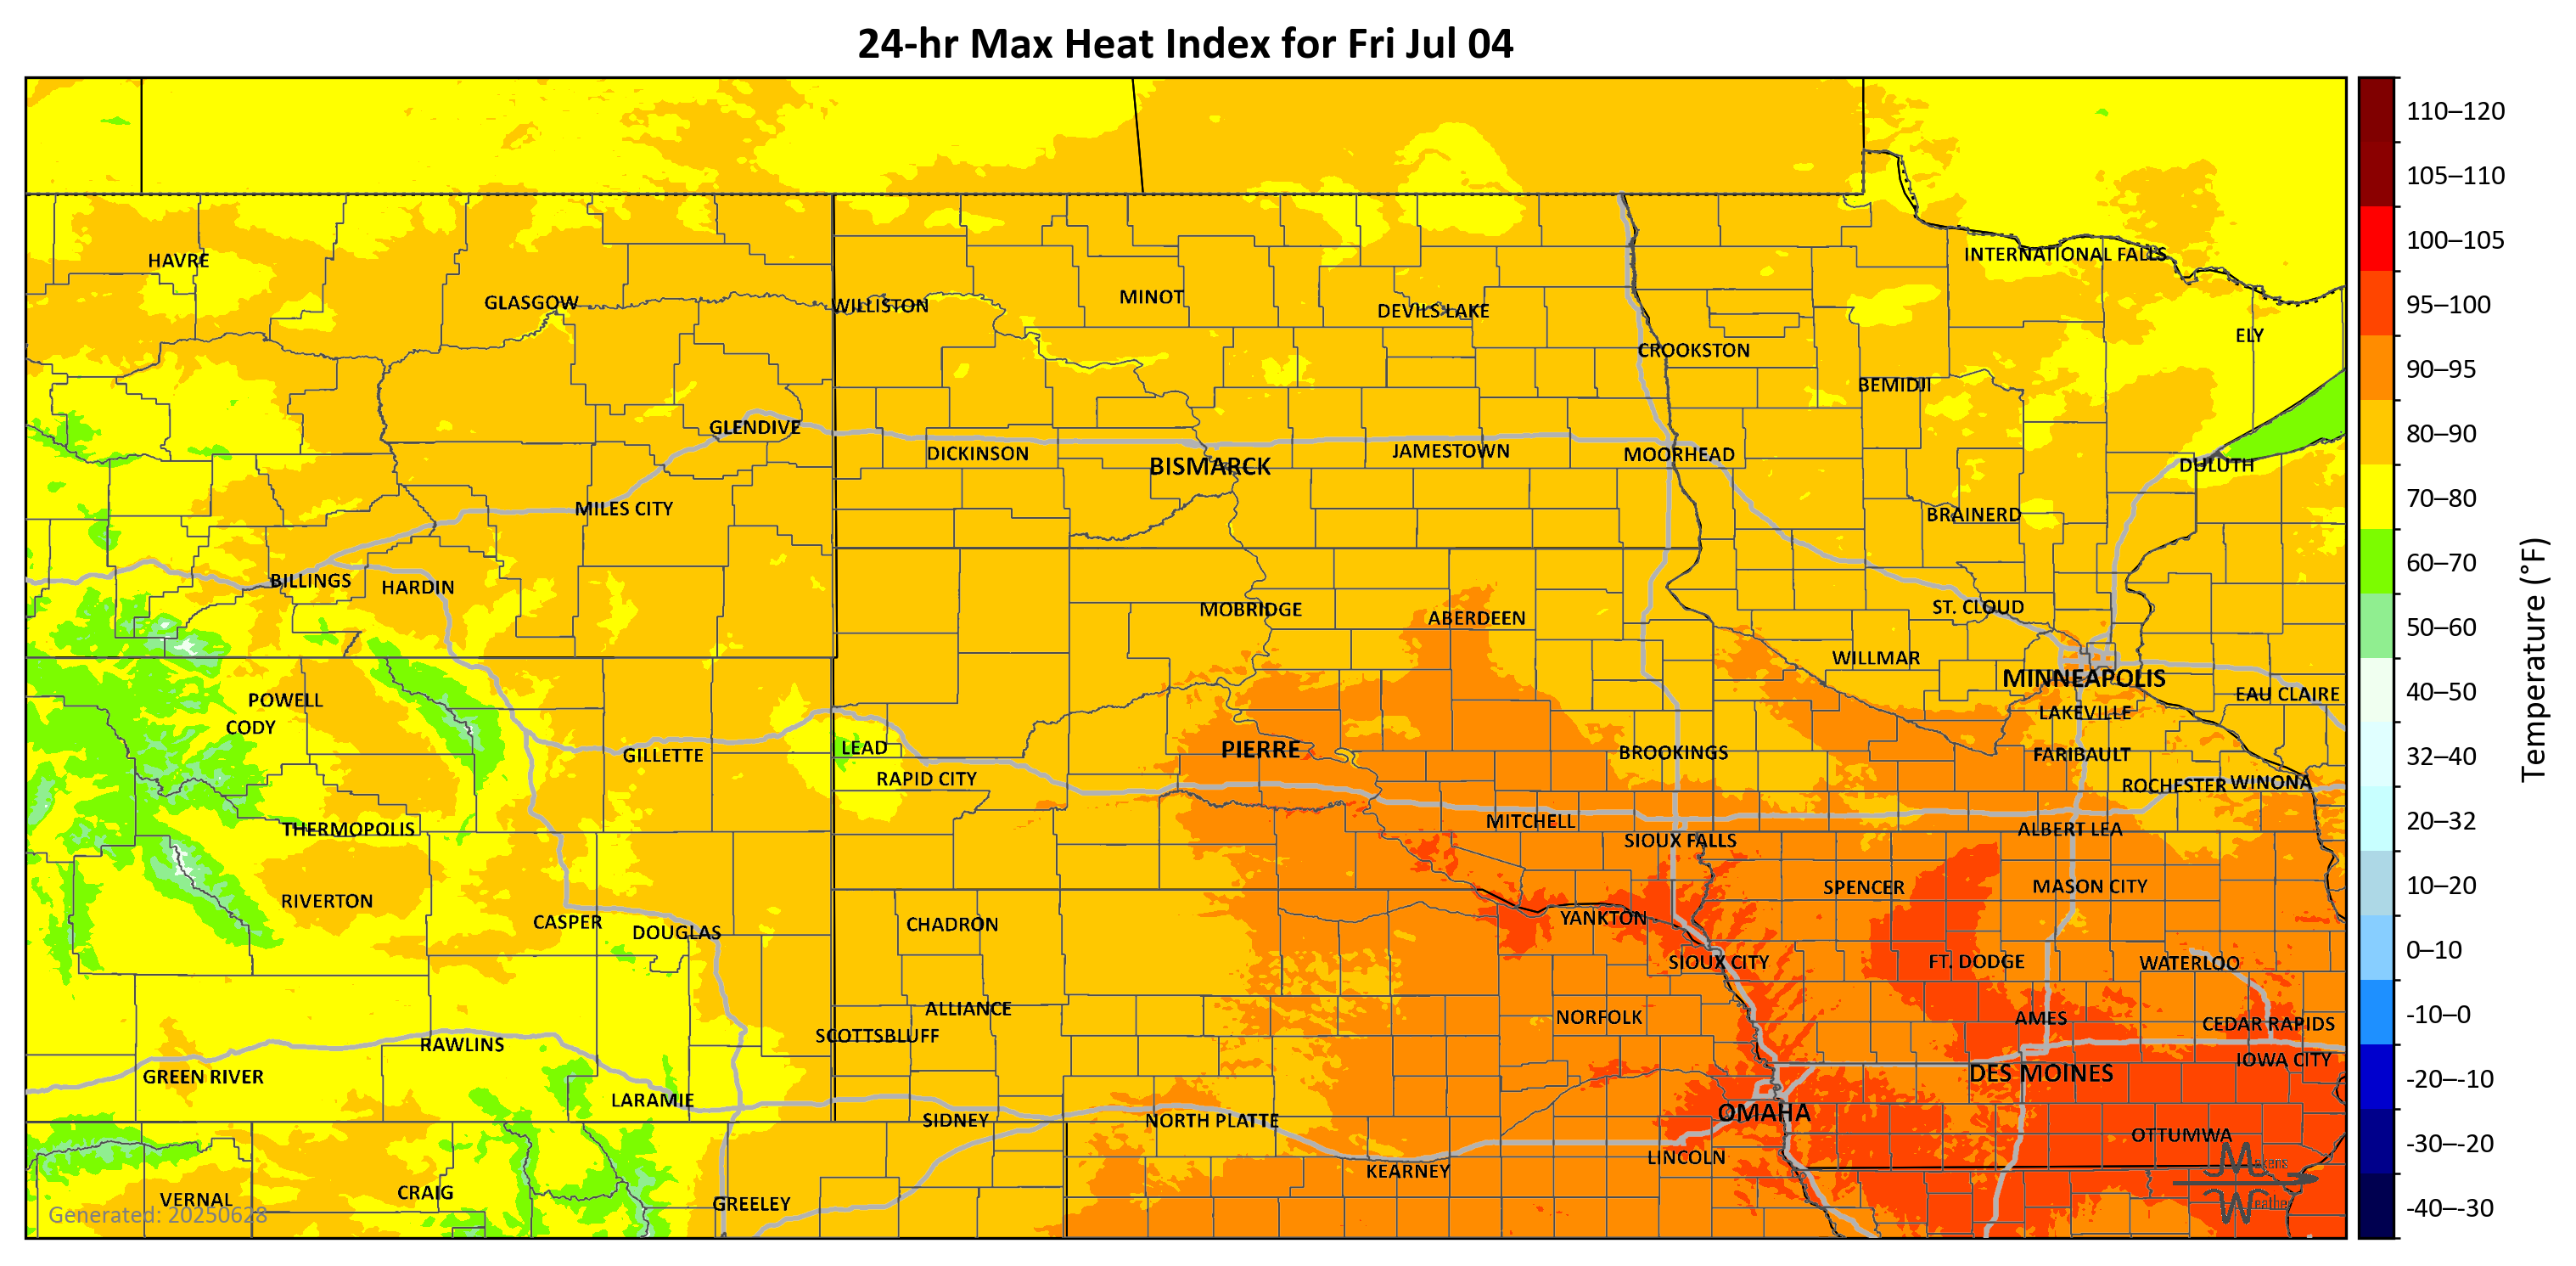 24-hr Max Heat Index for Fri Jul 04
110–120
105–110
HAVRE
INTERNATIONAL FALLS
100–105
GLASGOW
WILLISTON
MINOT
DEVILS LAKE
95–100
CROOKSTON
ELY
BEMIDJI
90–95
GLENDIVE
DICKINSON
BISMARCK
JAMESTOWN
MOORHEAD
DULUTH
80–90
MILES CITY
BRAINERD
70–80
BILLINGS
HARDIN
60–70
MOBRIDGE
ABERDEEN
ST. CLOUD
50–60
WILLMAR
MINNEAPOLIS
POWELL
EAU CLAIRE
40–50
CODY
LAKEVILLE
Temperature (°F)
GILLETTE
LEAD
PIERRE
BROOKINGS
FARIBAULT
32–40
RAPID CITY
ROCHESTER
WINONA
THERMOPOLIS
MITCHELL
ALBERT LEA
20–32
SIOUX FALLS
RIVERTON
SPENCER
MASON CITY
10–20
CASPER
DOUGLAS
CHADRON
YANKTON
SIOUX CITY
FT. DODGE
WATERLOO
0–10
ALLIANCE
NORFOLK
AMES
CEDAR RAPIDS
-10–0
RAWLINS
SCOTTSBLUFF
IOWA CITY
GREEN RIVER
DES MOINES
-20–-10
LARAMIE
SIDNEY
NORTH PLATTE
OMAHA
OTTUMWA
-30–-20
KEARNEY
LINCOLN
Makens
VERNAL
CRAIG
GREELEY
Weather
-40–-30
Generated: 20250628